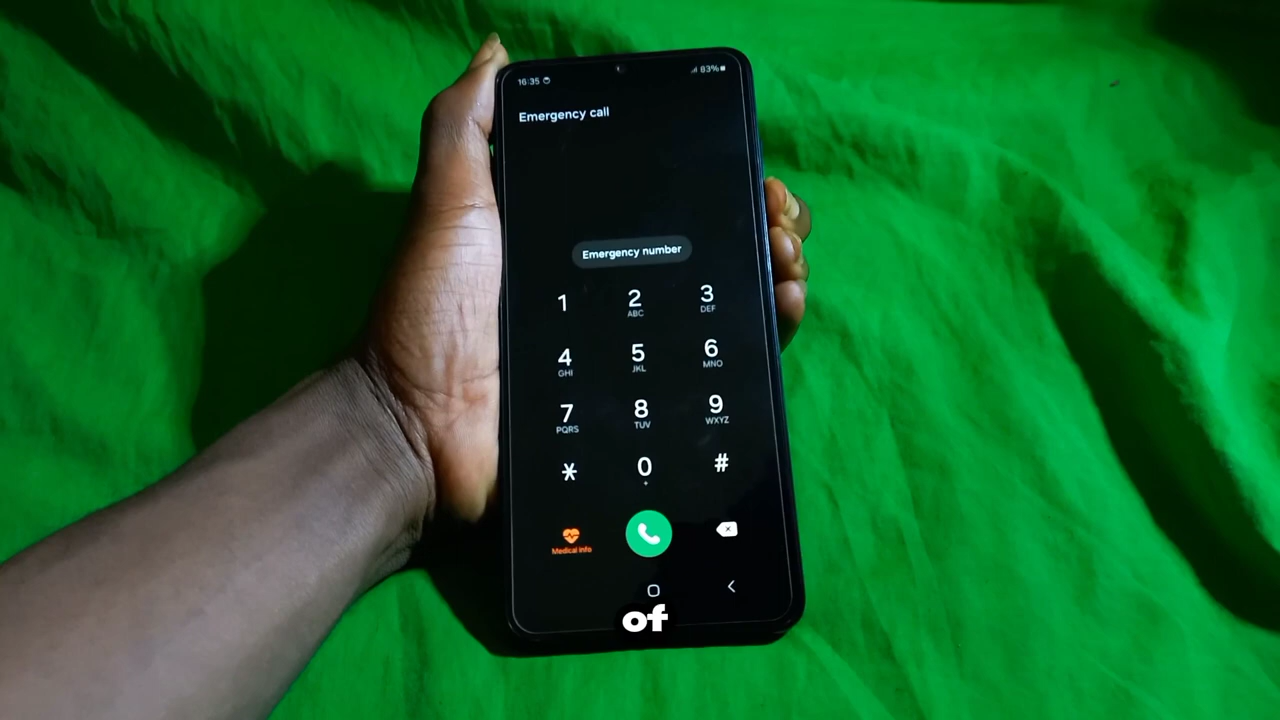 16:35
83%
Emergency call
Emergency number
1 2 3
ABC DEF
4 5 6
GHI JKL MNO
7 8 9
PQRS TUV WXYZ
* 0 #
+
Medical info
of